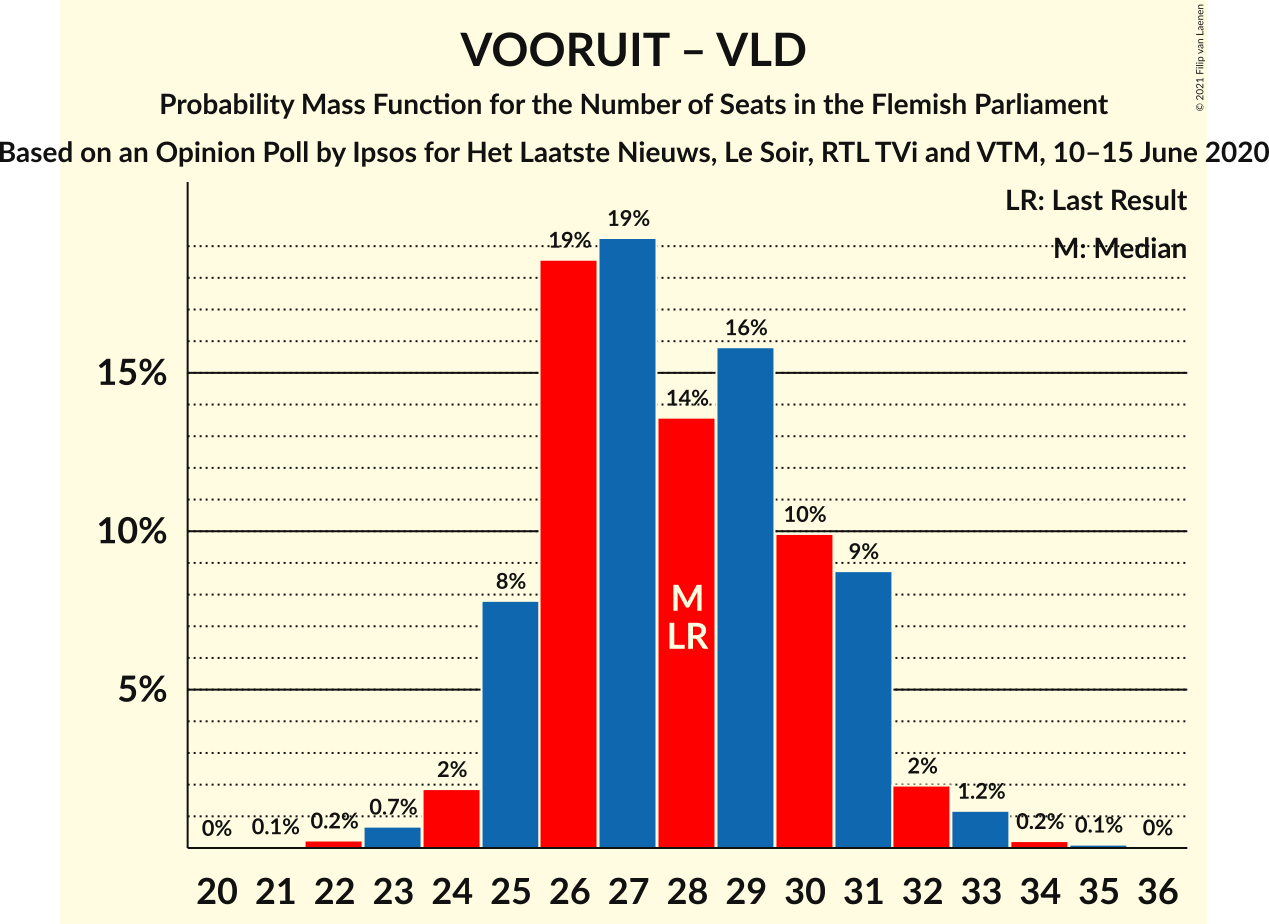 VOORUIT – VLD
Probability Mass Function for the Number of Seats in the Flemish Parliament
Based on an Opinion Poll by Ipsos for Het Laatste Nieuws, Le Soir, RTL TVi and VTM, 10–15 June 2020
© 2021 Filip van Laenen
LR: Last Result
M: Median
15%
10%
5%
0%
0.1%
0.2%
0.7%
2%
8%
19%
19%
14%
16%
10%
9%
2%
1.2%
0.2%
0.1%
0%
M
LR
20 21 22 23 24 25 26 27 28 29 30 31 32 33 34 35 36